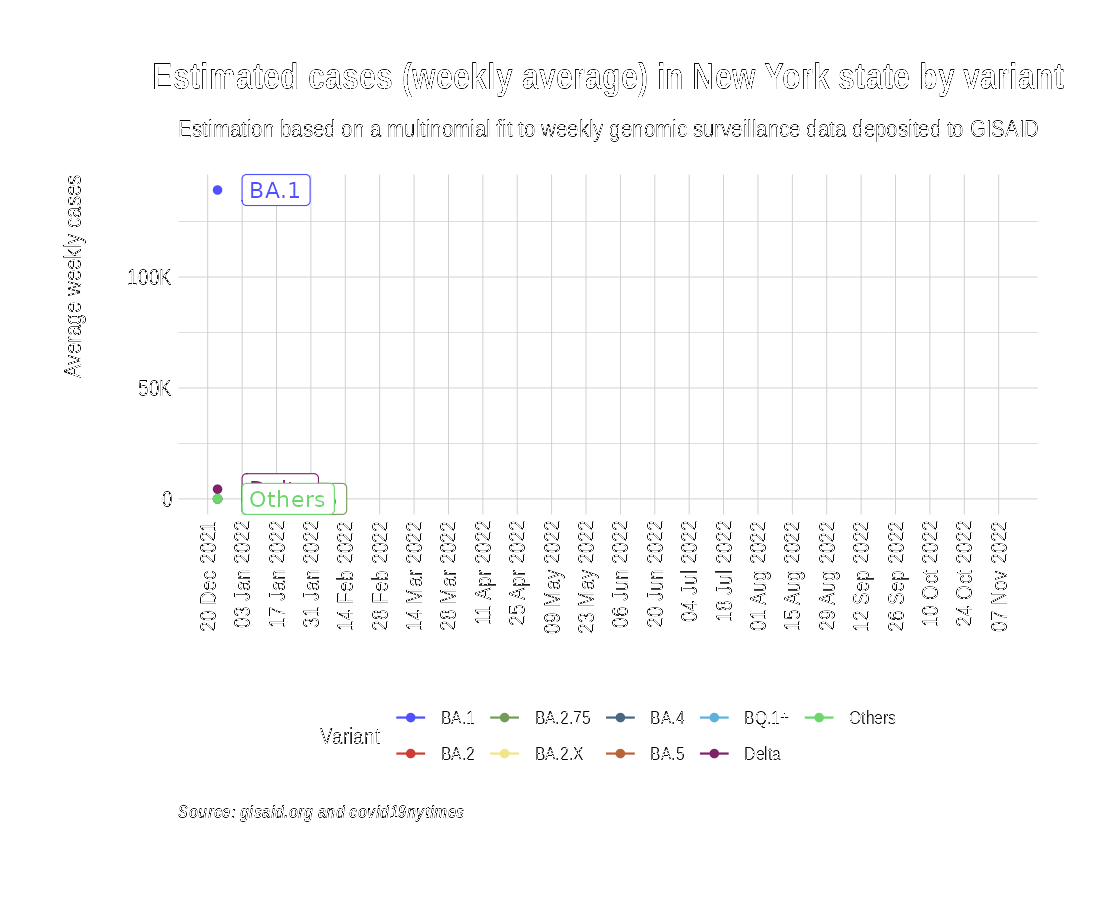 Estimated cases (weekly average) in New York state by variant
Estimation based on a multinomial fit to weekly genomic surveillance data deposited to GISAID
Average weekly cases
BA.1
100K
50K
0
Others
20 Dec 2021
03 Jan 2022
17 Jan 2022
31 Jan 2022
14 Feb 2022
28 Feb 2022
14 Mar 2022
28 Mar 2022
11 Apr 2022
25 Apr 2022
09 May 2022
23 May 2022
06 Jun 2022
20 Jun 2022
04 Jul 2022
18 Jul 2022
01 Aug 2022
15 Aug 2022
29 Aug 2022
12 Sep 2022
26 Sep 2022
10 Oct 2022
24 Oct 2022
07 Nov 2022
Variant
BA.1 BA.2.75 BA.4 BQ.1+ Others
BA.2 BA.2.X BA.5 Delta
Source: gisaid.org and covid19nytimes